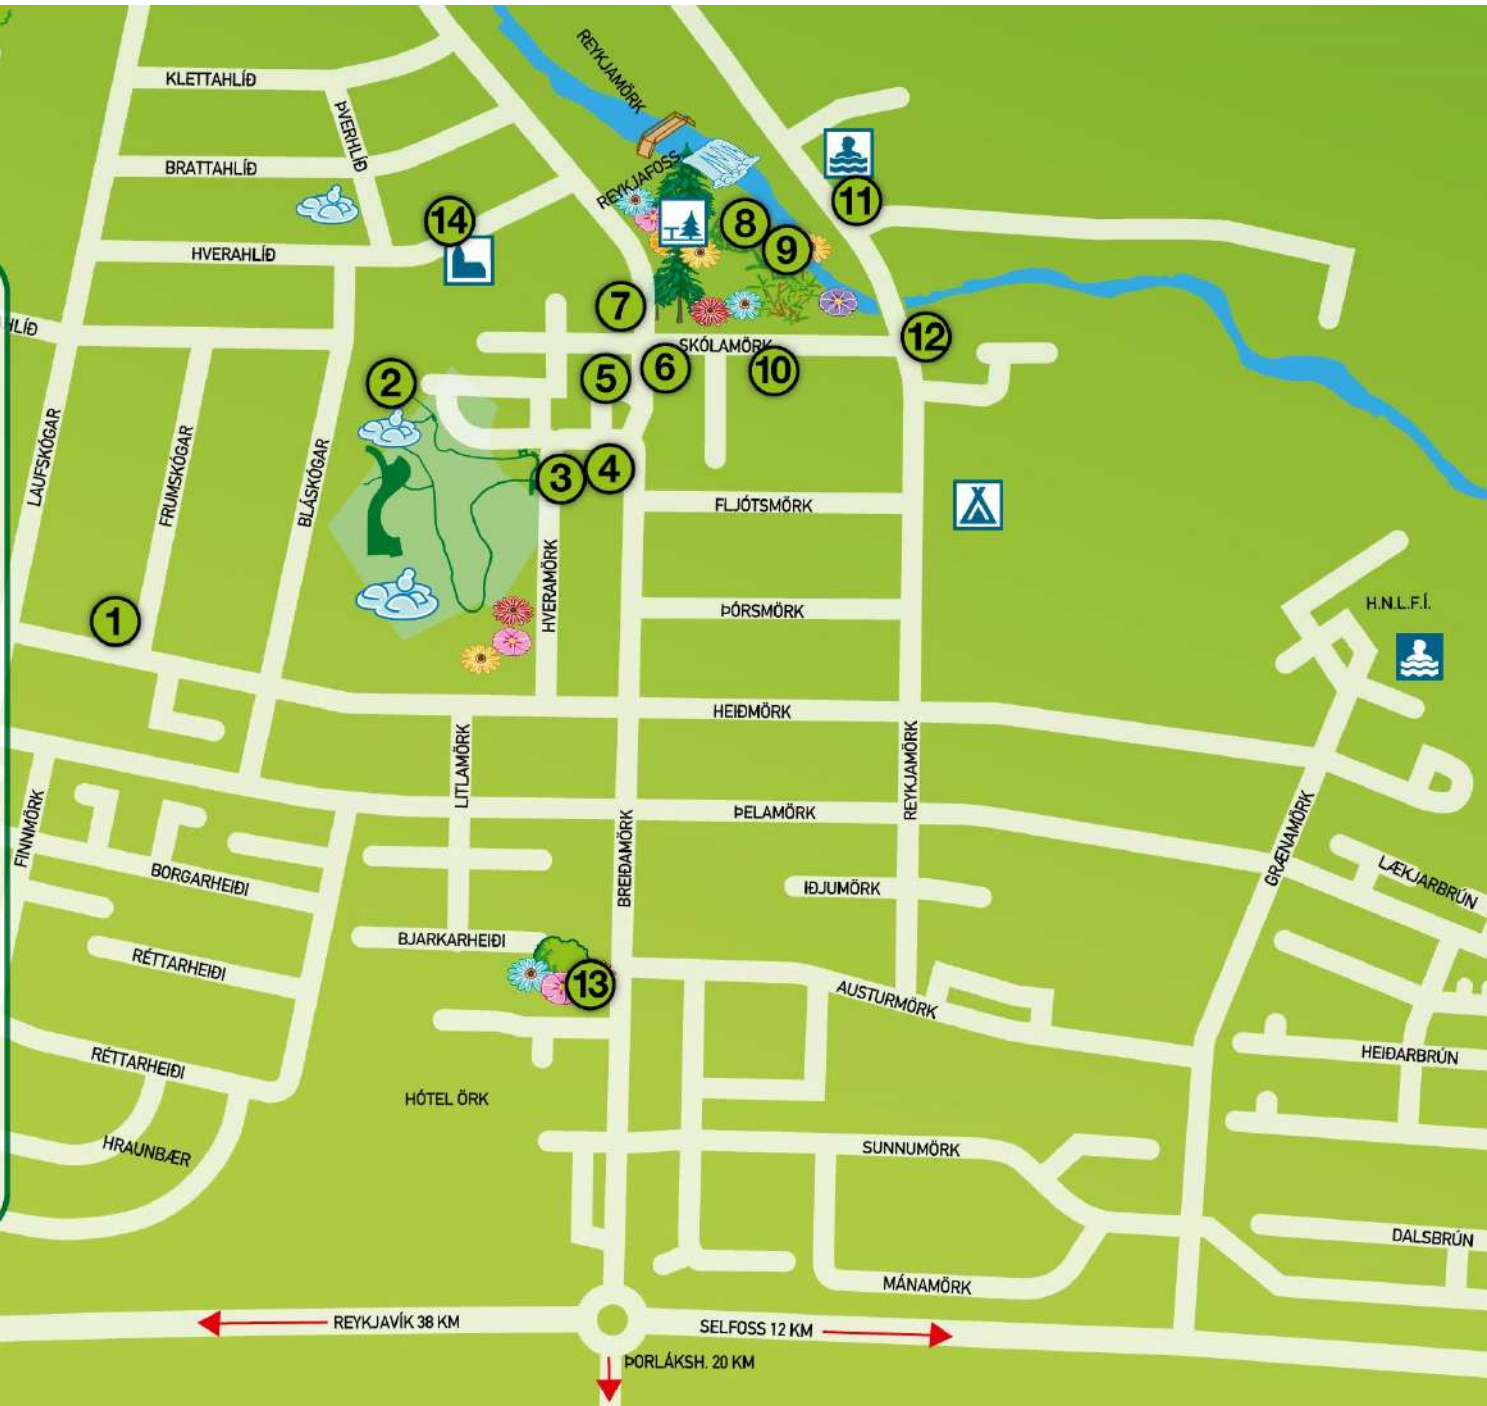 REYKJAMÖRK
KLETTAHLÍÐ
ÞVERHLÍÐ
BRATTAHLÍÐ
REYKJAFOSS
11
14
8
9
HVERAHLÍÐ
7
HLÍÐ
SKÓLAMÖRK
12
2
5
6
10
LAUFSKÓGAR
FRUMSKÓGAR
BLÁSKÓGAR
3
4
FLJÓTSMÖRK
HVERAMÖRK
ÞÓRSMÖRK
H.N.L.F.Í.
1
HEIÐMÖRK
LITLAMÖRK
REYKJAMÖRK
ÞELAMÖRK
FINNMÖRK
BREIÐAMÖRK
GRÆNAMÖRK
BORGARHEIÐI
IÐJUMÖRK
LÆKJARBRÚN
BJARKARHEIÐI
RÉTTARHEIÐI
13
AUSTURMÖRK
RÉTTARHEIÐI
HEIÐARBRÚN
HÓTEL ÖRK
HRAUNBÆR
SUNNUMÖRK
DALSBRÚN
MÁNAMÖRK
REYKJAVÍK 38 KM
SELFOSS 12 KM
ÞORLÁKSH. 20 KM